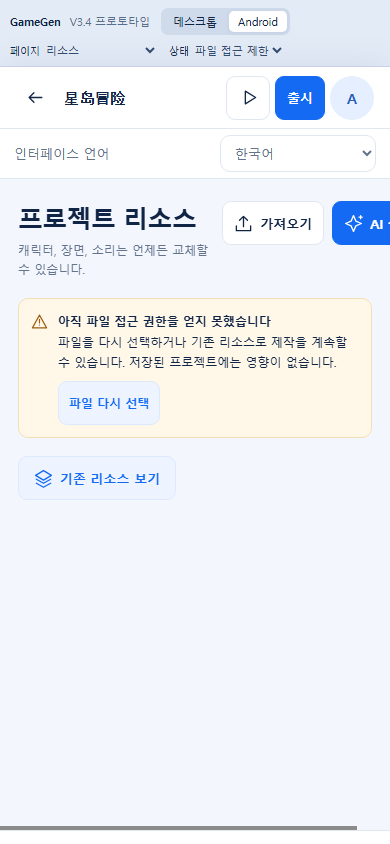 GameGen V3.4 프로토타입 데스크톱 Android
페이지 리소스 상태 파일 접근 제한
星岛冒险 출시 A
인터페이스 언어 한국어
프로젝트 리소스 가져오기 AI
캐릭터, 장면, 소리는 언제든 교체할
수 있습니다.
아직 파일 접근 권한을 얻지 못했습니다
파일을 다시 선택하거나 기존 리소스로 제작을 계속할
수 있습니다. 저장된 프로젝트에는 영향이 없습니다.
파일 다시 선택
기존 리소스 보기